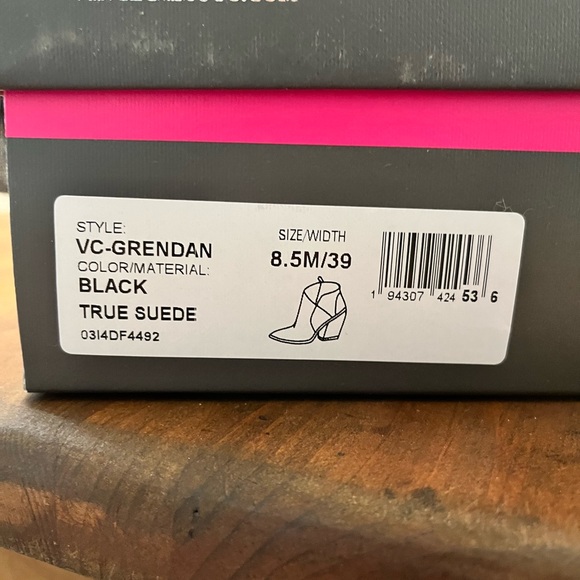 STYLE:
VC-GRENDAN
COLOR/MATERIAL:
BLACK
TRUE SUEDE
03I4DF4492
SIZE/WIDTH
8.5M/39
1 94307 424 53 6